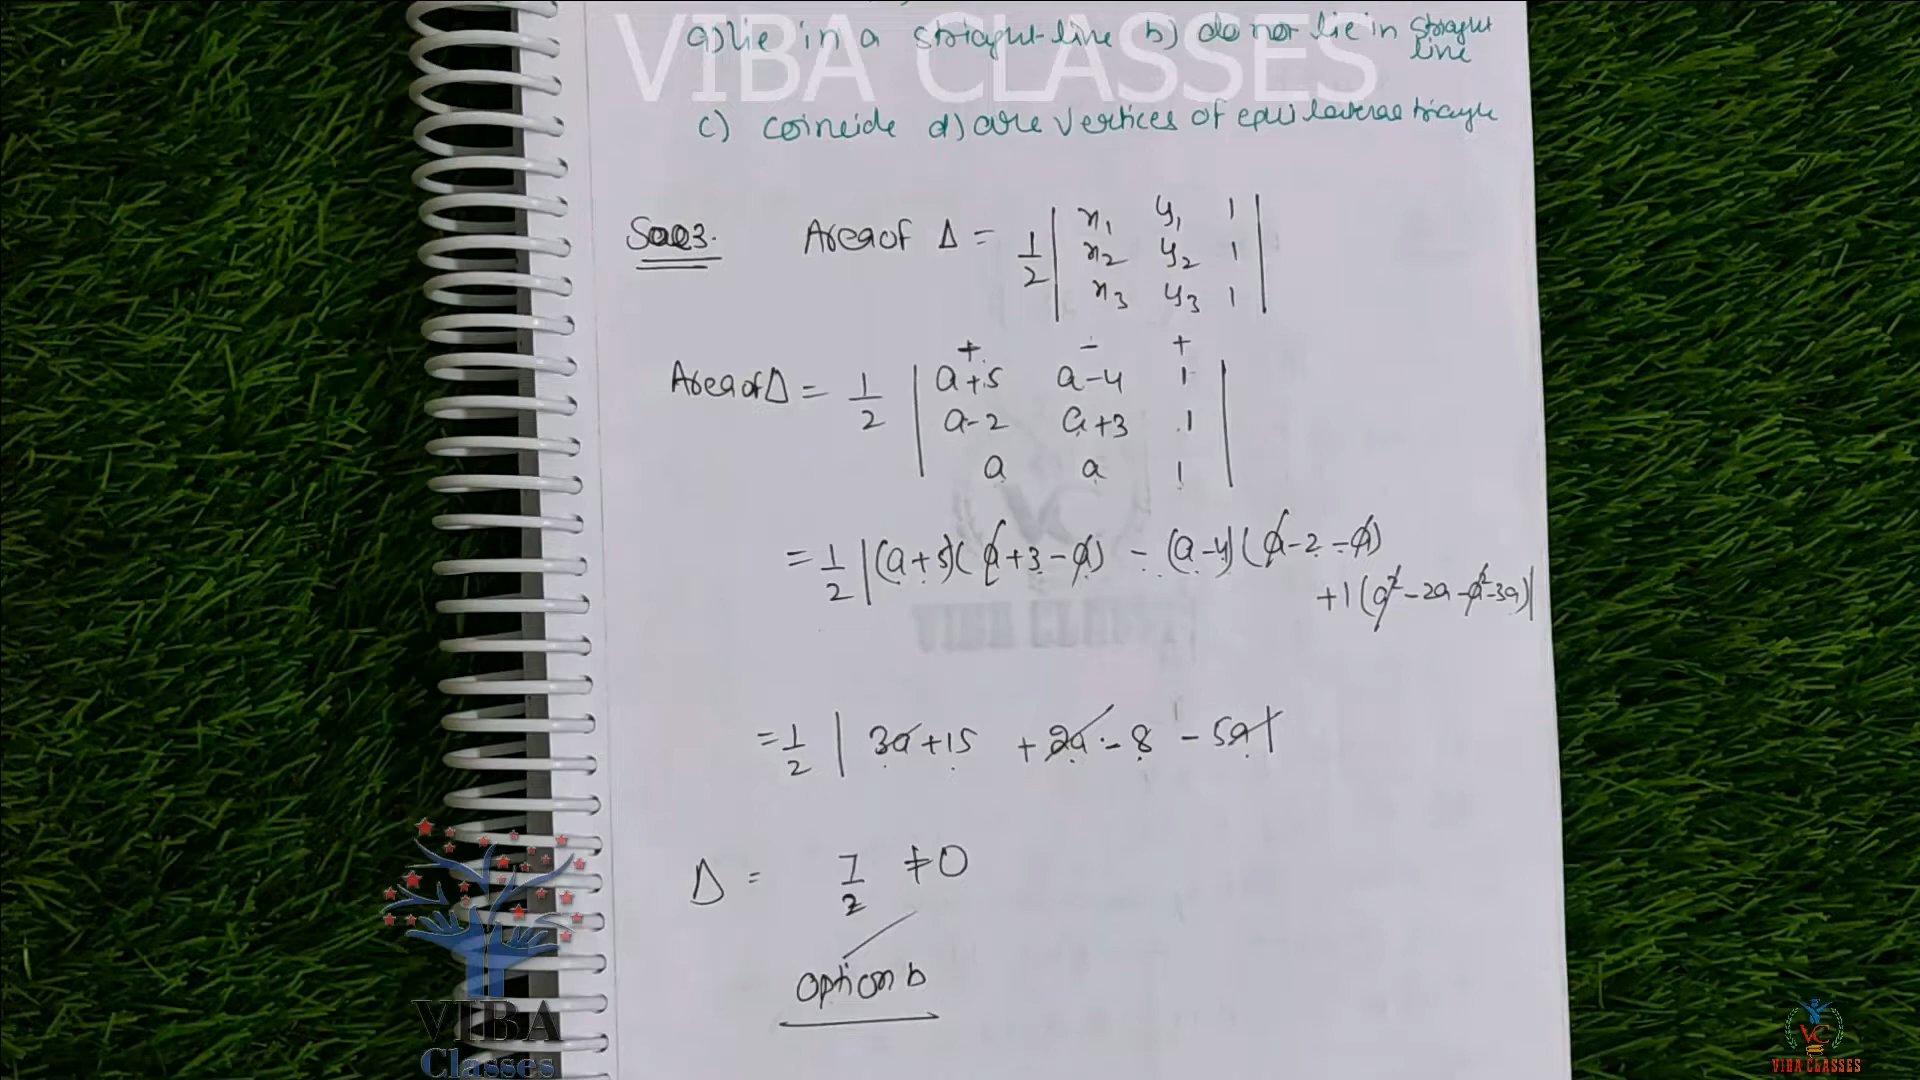 VIBA CLASSES
a) lie in a straight line b) do not lie in straight
line
c) coincide d) are vertices of equilateral triangle
Area of Δ = 1/2 | x₁ y₁ 1
x₂ y₂ 1
x₃ y₃ 1 |
+ - +
Area of Δ = 1/2 | a+5 a-4 1
a-2 a+3 1
a a 1 |
= 1/2 | (a+5)(a+3-a) - (a-4)(a-2-a)
+1(a²-2a-a²-3a) |
= 1/2 | 3a+15 + 2a-8 - 5a |
Δ = 7/2 ≠0
option b
VIBA
Classes
VC
VIBA CLASSES